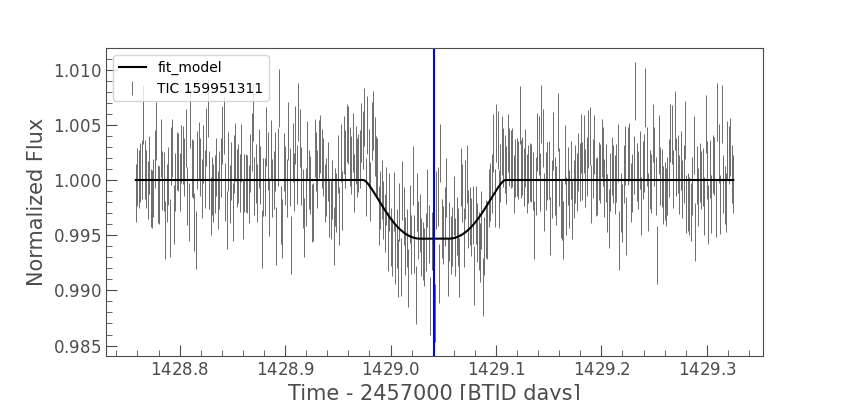 fit_model
TIC 159951311
1.010
1.005
1.000
0.995
0.990
0.985
Normalized Flux
1428.8 1428.9 1429.0 1429.1 1429.2 1429.3
Time - 2457000 [BTJD days]